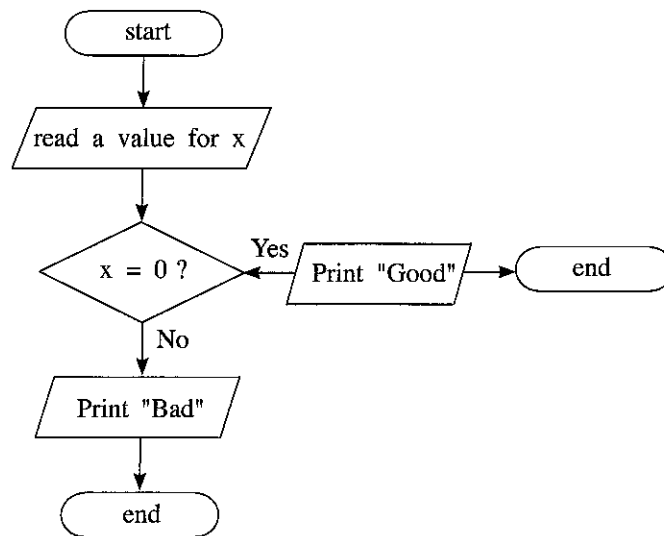 start
read a value for x
x = 0 ?
Yes
Print "Good"
end
No
Print "Bad"
end